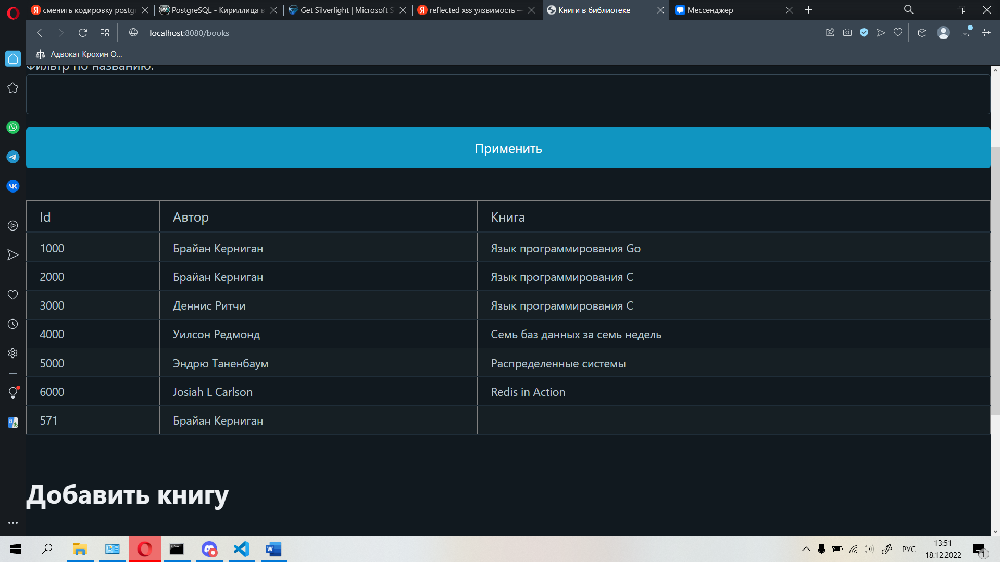 сменить кодировку postgr
PostgreSQL - Кириллица в
Get Silverlight | Microsoft S
reflected xss уязвимость —
Книги в библиотеке
Мессенджер
localhost:8080/books
Адвокат Крохин О...
Фильтр по названию:
Применить
Id Автор Книга
1000 Брайан Керниган Язык программирования Go
2000 Брайан Керниган Язык программирования C
3000 Деннис Ритчи Язык программирования C
4000 Уилсон Редмонд Семь баз данных за семь недель
5000 Эндрю Таненбаум Распределенные системы
6000 Josiah L Carlson Redis in Action
571 Брайан Керниган
Добавить книгу
РУС
13:51
18.12.2022
1